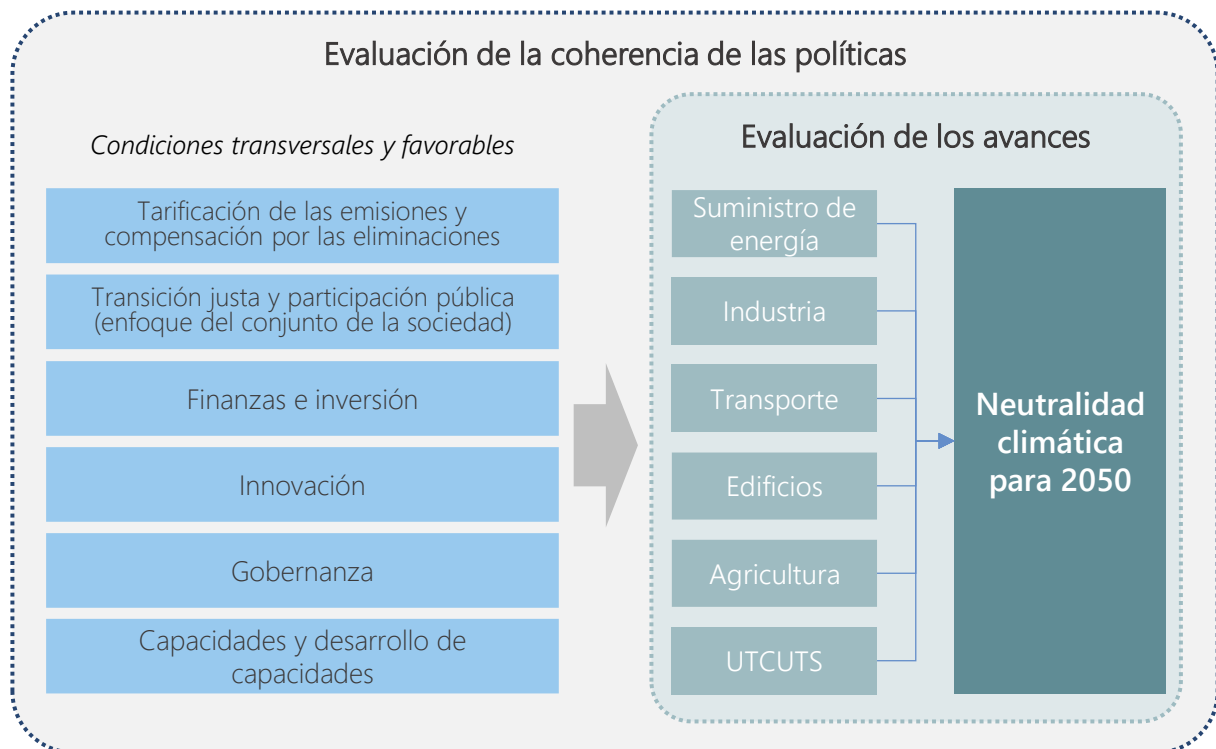 Evaluación de la coherencia de las políticas
Condiciones transversales y favorables
Tarificación de las emisiones y
compensación por las eliminaciones
Transición justa y participación pública
(enfoque del conjunto de la sociedad)
Finanzas e inversión
Innovación
Gobernanza
Capacidades y desarrollo de
capacidades
Evaluación de los avances
Suministro de
energía
Industria
Transporte
Edificios
Agricultura
UTCUTS
Neutralidad
climática
para 2050